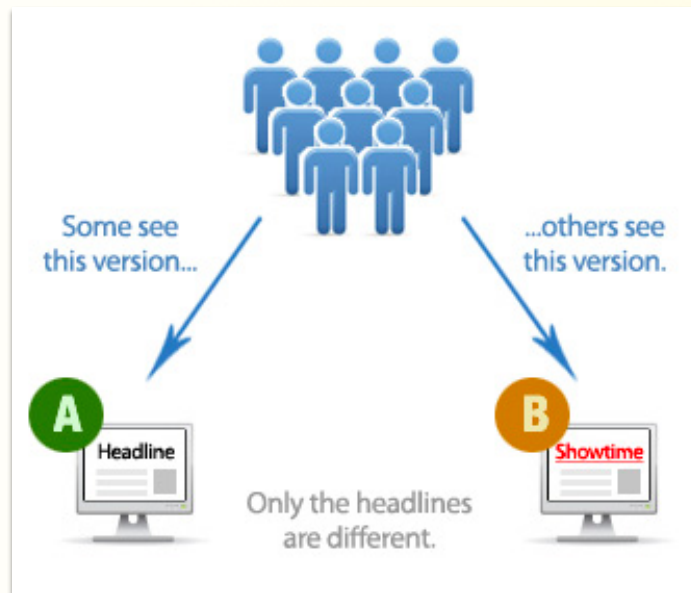 Some see
this version...
...others see
this version.
A
B
Headline
Showtime
Only the headlines
are different.